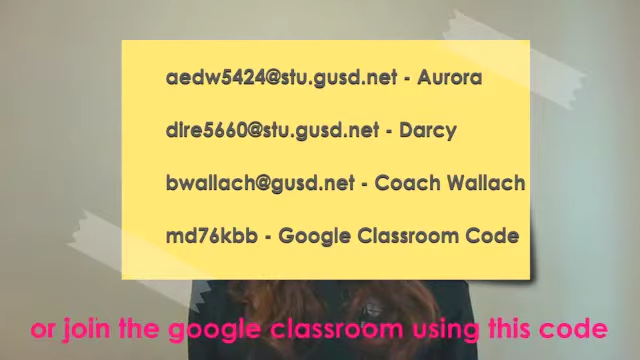 aedw5424@stu.gusd.net - Aurora
dlre5660@stu.gusd.net - Darcy
bwallach@gusd.net - Coach Wallach
md76kbb - Google Classroom Code
or join the google classroom using this code